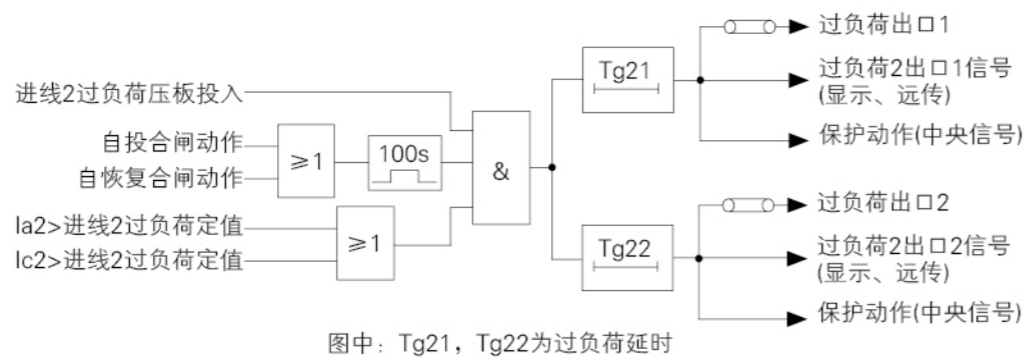 过负荷出口1
Tg21
过负荷2出口1信号
(显示、远传)
进线2过负荷压板投入
保护动作(中央信号)
自投合闸动作
≥1
100s
自恢复合闸动作
&
过负荷出口2
Ia2>进线2过负荷定值
≥1
Ic2>进线2过负荷定值
Tg22
过负荷2出口2信号
(显示、远传)
保护动作(中央信号)
图中：Tg21，Tg22为过负荷延时